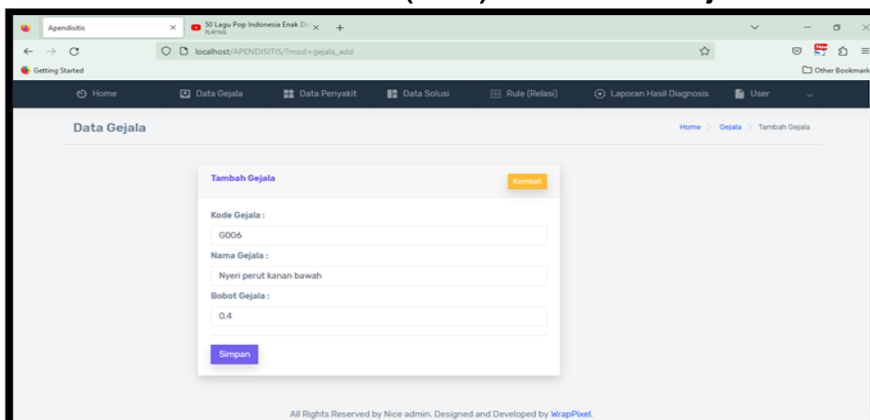 Apendisitis
50 Lagu Pop Indonesia Enak Di
PLAYING
localhost/APENDISITIS/?mod=gejala_add
Getting Started
Other Bookmark
Home Data Gejala Data Penyakit Data Solusi Rule (Relasi) Laporan Hasil Diagnosis User
Data Gejala
Home > Gejala > Tambah Gejala
Tambah Gejala
Kembali
Kode Gejala :
G006
Nama Gejala :
Nyeri perut kanan bawah
Bobot Gejala :
0.4
Simpan
All Rights Reserved by Nice admin. Designed and Developed by WrapPixel.